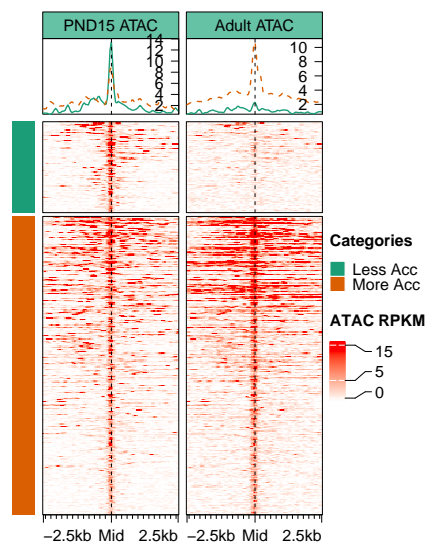 PND15 ATAC Adult ATAC
14
12
10
8
6
4
2
10
8
6
4
2
Categories
Less Acc
More Acc
ATAC RPKM
15
5
0
−2.5kb Mid 2.5kb −2.5kb Mid 2.5kb